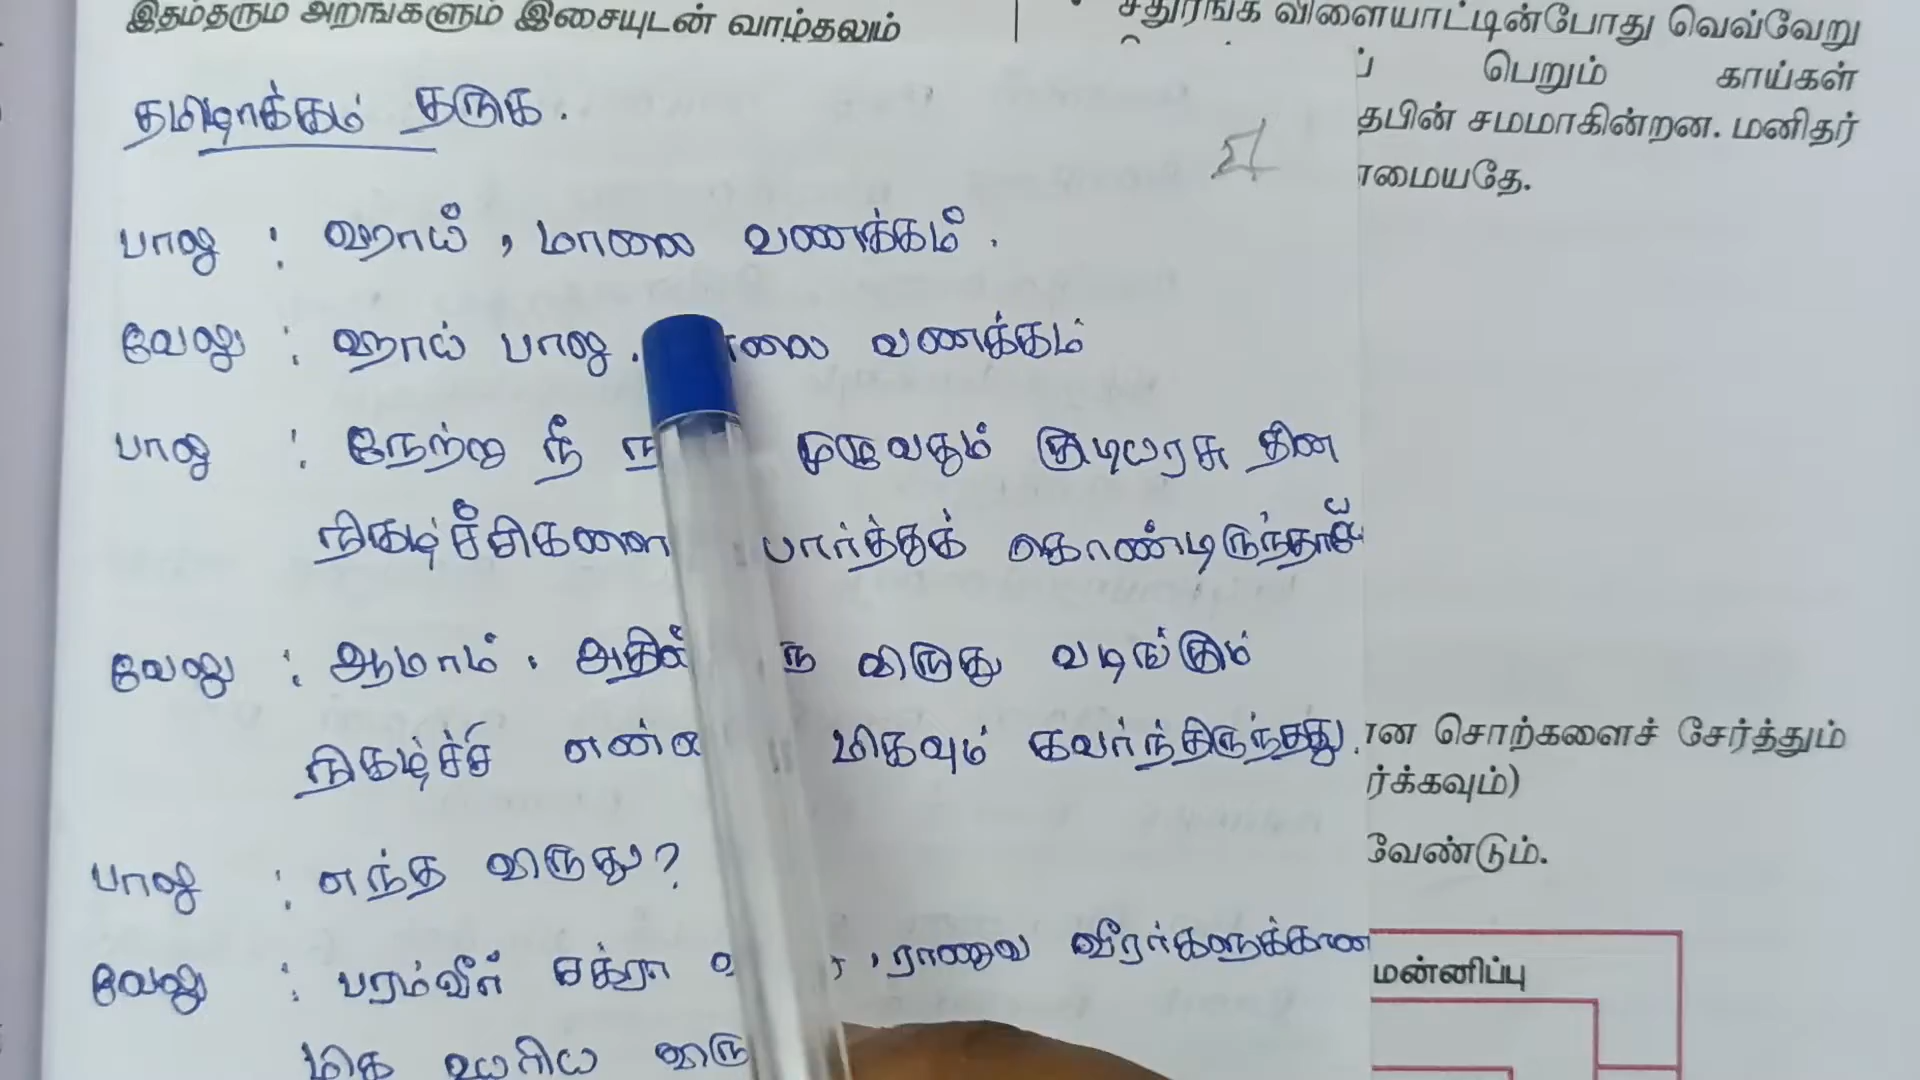 இதம்தரும் அறங்களும் இசையுடன் வாழ்தலும்
சதுரங்க விளையாட்டின்போது வெவ்வேறு
பெறும் காய்கள்
தபின் சமமாகின்றன. மனிதர்
மையதே.
தமிழாக்கம் தருக.
பாலு : ஹாய் , மாலை வணக்கம் .
வேலு : ஹாய் பாலு . லை வணக்கம்
பாலு : நேற்று நீ முழுவதும் குடியரசு தின
நிகழ்ச்சிகளை பார்த்துக் கொண்டிருந்தாயே
வேலு : ஆமாம் . அதில் விருது வழங்கும்
நிகழ்ச்சி மிகவும் கவர்ந்திருந்தது .
பாலு : எந்த விருது?
வேலு : பரம்வீர் சக்ரா ராணுவ வீரர்களுக்கான
மிக உயரிய விரு
ன சொற்களைச் சேர்த்தும்
ர்க்கவும்)
வேண்டும்.
மன்னிப்பு